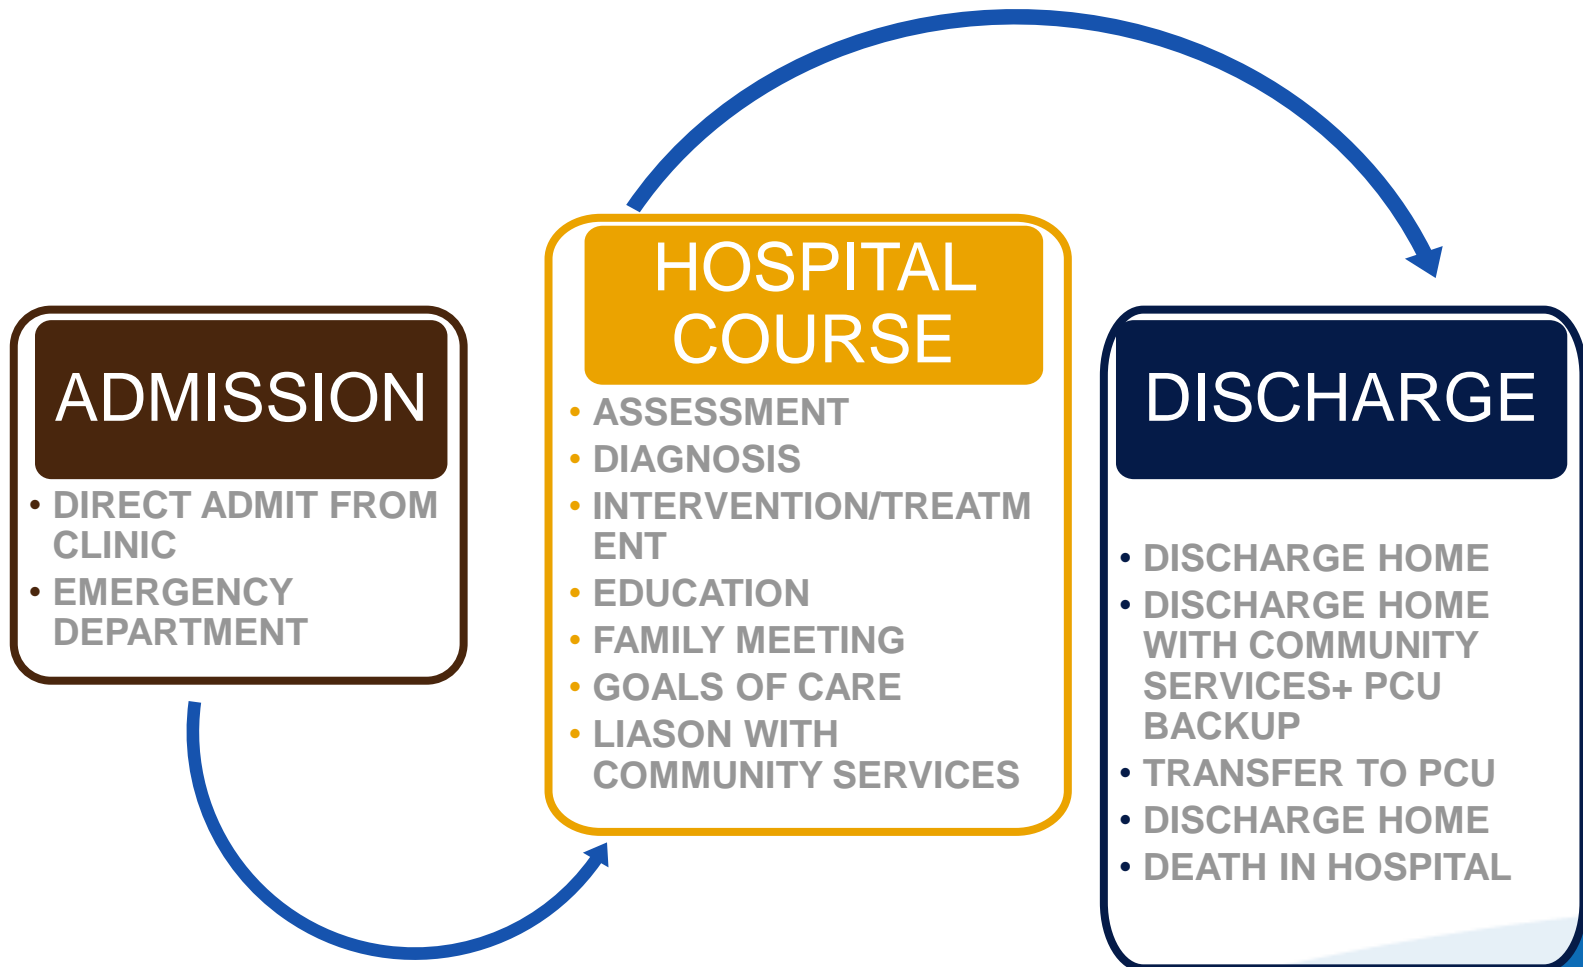 ADMISSION
• DIRECT ADMIT FROM
CLINIC
• EMERGENCY
DEPARTMENT
HOSPITAL
COURSE
• ASSESSMENT
• DIAGNOSIS
• INTERVENTION/TREATM
ENT
• EDUCATION
• FAMILY MEETING
• GOALS OF CARE
• LIASON WITH
COMMUNITY SERVICES
DISCHARGE
• DISCHARGE HOME
• DISCHARGE HOME
WITH COMMUNITY
SERVICES+ PCU
BACKUP
• TRANSFER TO PCU
• DISCHARGE HOME
• DEATH IN HOSPITAL